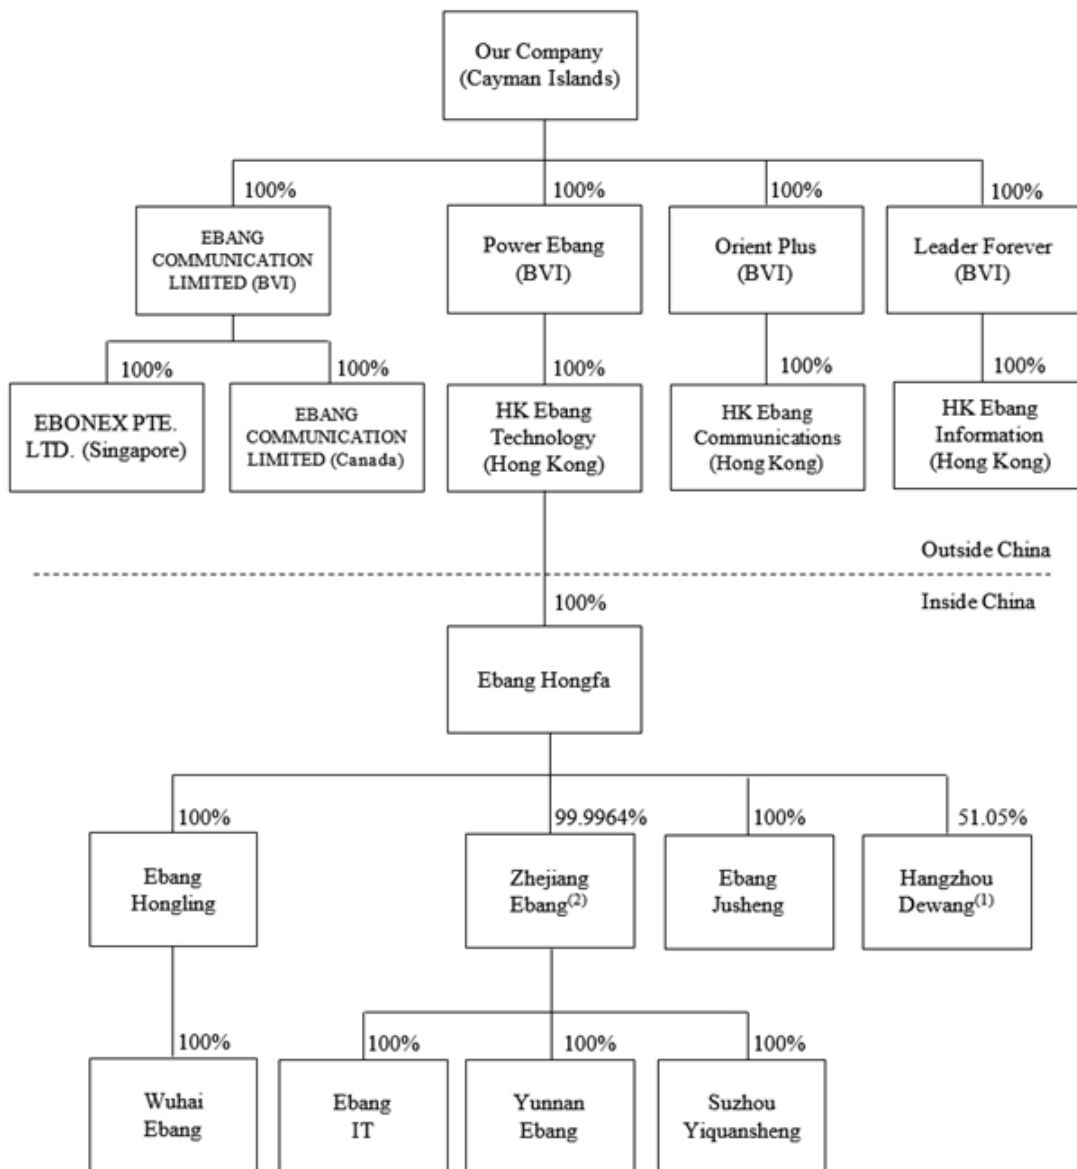 Our Company
(Cayman Islands)
100%
100%
100%
100%
EBANG
COMMUNICATION
LIMITED (BVI)
Power Ebang
(BVI)
Orient Plus
(BVI)
Leader Forever
(BVI)
100%
100%
100%
100%
100%
EBONEX PTE.
LTD. (Singapore)
EBANG
COMMUNICATION
LIMITED (Canada)
HK Ebang
Technology
(Hong Kong)
HK Ebang
Communications
(Hong Kong)
HK Ebang
Information
(Hong Kong)
Outside China
Inside China
100%
Ebang Hongfa
100%
99.9964%
100%
51.05%
Ebang
Hongling
Zhejiang
Ebang(2)
Ebang
Jusheng
Hangzhou
Dewang(1)
100%
100%
100%
100%
Wuhai
Ebang
Ebang
IT
Yunnan
Ebang
Suzhou
Yiquansheng